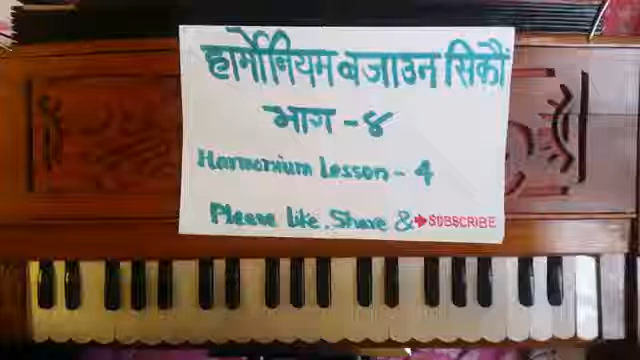 हार्मोनियम बजाउन सिकौं
भाग - ४
Harmonium Lesson - 4
Please Like, Share & SUBSCRIBE